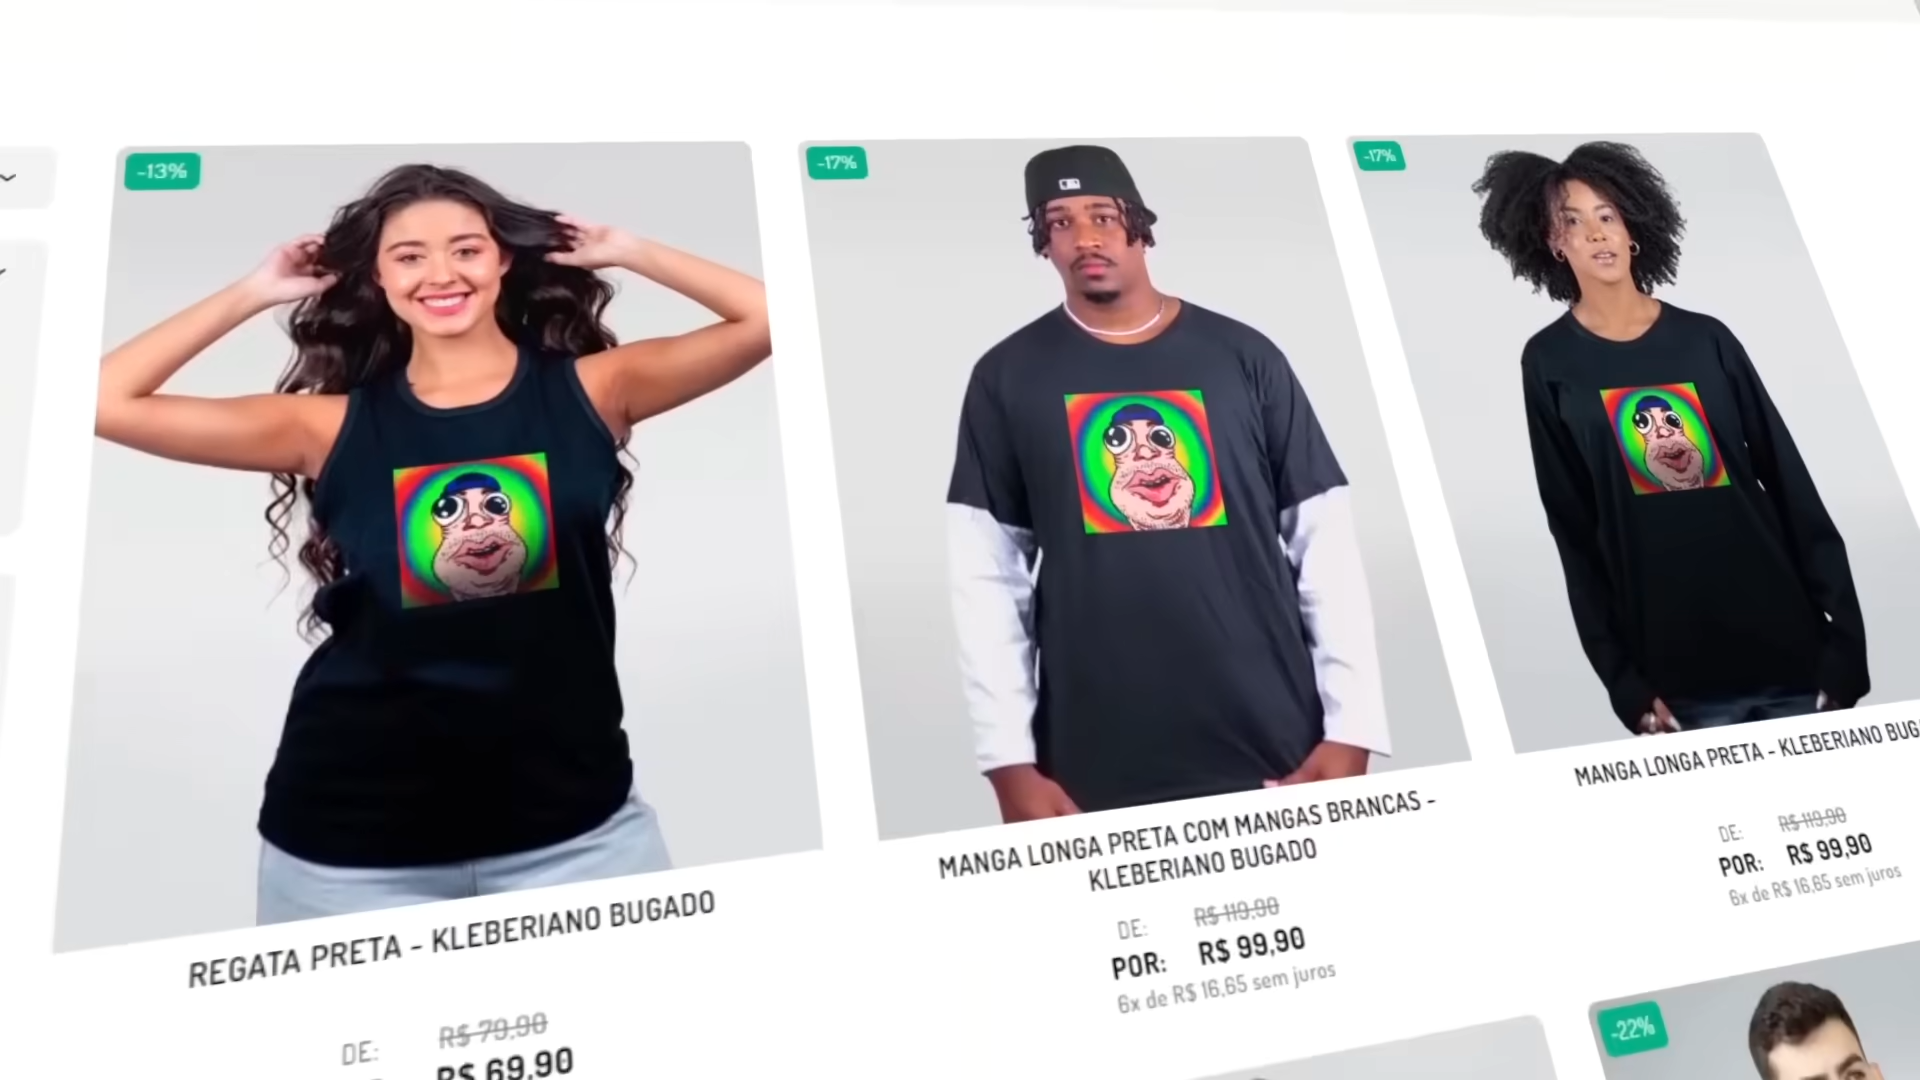 -13%
-17%
-17%
REGATA PRETA - KLEBERIANO BUGADO
DE: R$ 79,90
R$ 69,90
MANGA LONGA PRETA COM MANGAS BRANCAS -
KLEBERIANO BUGADO
DE: R$ 119,90
POR: R$ 99,90
6x de R$ 16,65 sem juros
MANGA LONGA PRETA - KLEBERIANO BUG
DE: R$ 119,90
POR: R$ 99,90
6x de R$ 16,65 sem juros
-22%